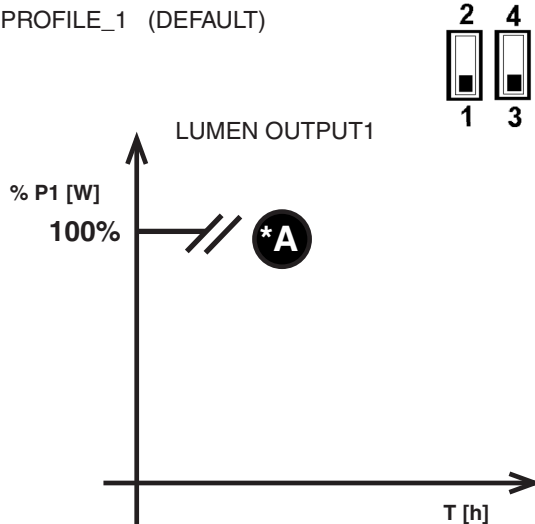 PROFILE_1 (DEFAULT)
2 4
1 3
LUMEN OUTPUT1
% P1 [W]
100%
*A
T [h]